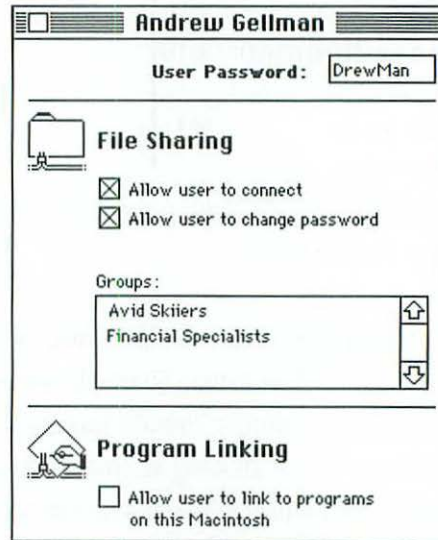 Andrew Gellman
User Password: DrewMan
File Sharing
Allow user to connect
Allow user to change password
Groups:
Avid Skiiers
Financial Specialists
Program Linking
Allow user to link to programs
on this Macintosh